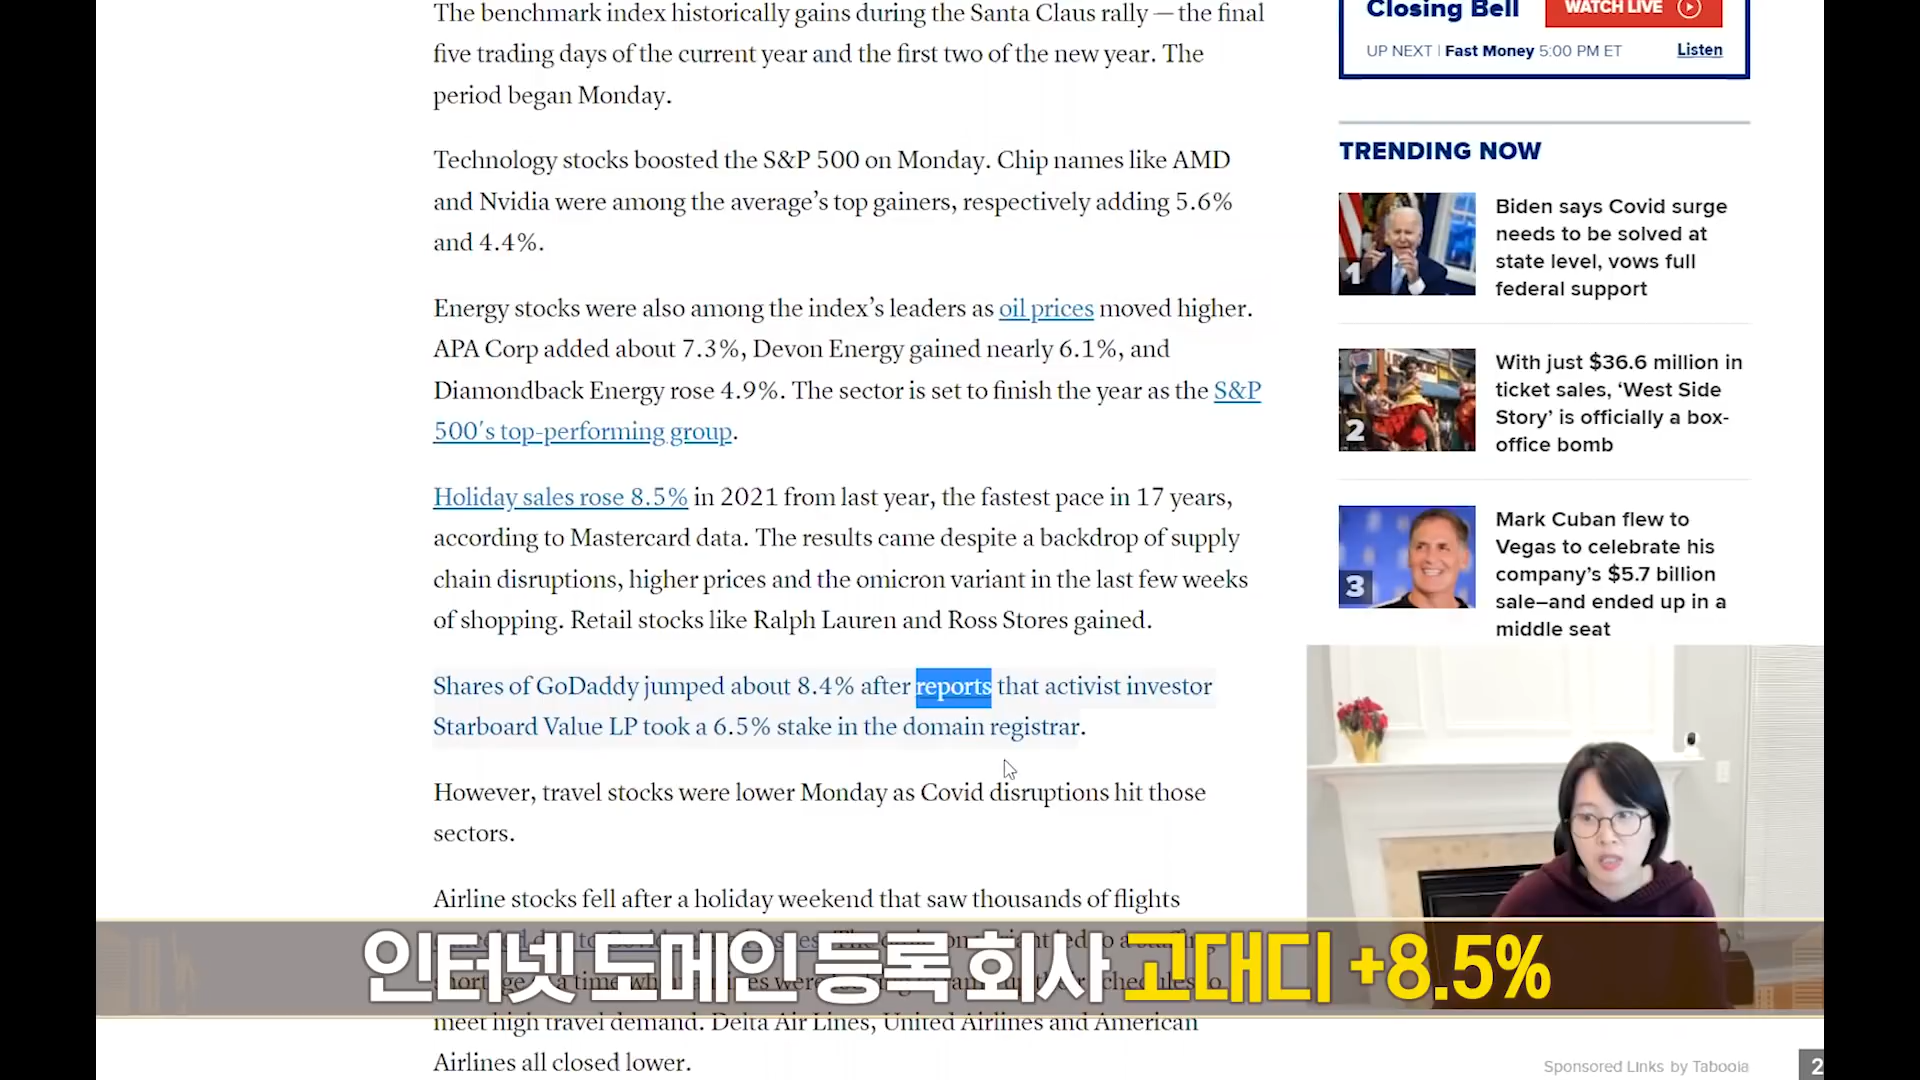 The benchmark index historically gains during the Santa Claus rally — the final
five trading days of the current year and the first two of the new year. The
period began Monday.
Technology stocks boosted the S&P 500 on Monday. Chip names like AMD
and Nvidia were among the average’s top gainers, respectively adding 5.6%
and 4.4%.
Energy stocks were also among the index’s leaders as oil prices moved higher.
APA Corp added about 7.3%, Devon Energy gained nearly 6.1%, and
Diamondback Energy rose 4.9%. The sector is set to finish the year as the S&P
500’s top-performing group.
Holiday sales rose 8.5% in 2021 from last year, the fastest pace in 17 years,
according to Mastercard data. The results came despite a backdrop of supply
chain disruptions, higher prices and the omicron variant in the last few weeks
of shopping. Retail stocks like Ralph Lauren and Ross Stores gained.
Shares of GoDaddy jumped about 8.4% after reports that activist investor
Starboard Value LP took a 6.5% stake in the domain registrar.
However, travel stocks were lower Monday as Covid disruptions hit those
sectors.
Airline stocks fell after a holiday weekend that saw thousands of flights
인터넷 도메인 등록 회사 고대디 +8.5%
meet high travel demand. Delta Air Lines, United Airlines and American
Airlines all closed lower.
Closing Bell
WATCH LIVE
UP NEXT | Fast Money 5:00 PM ET
Listen
TRENDING NOW
1
Biden says Covid surge
needs to be solved at
state level, vows full
federal support
2
With just $36.6 million in
ticket sales, ‘West Side
Story’ is officially a box-
office bomb
3
Mark Cuban flew to
Vegas to celebrate his
company’s $5.7 billion
sale–and ended up in a
middle seat
Sponsored Links by Taboola
2